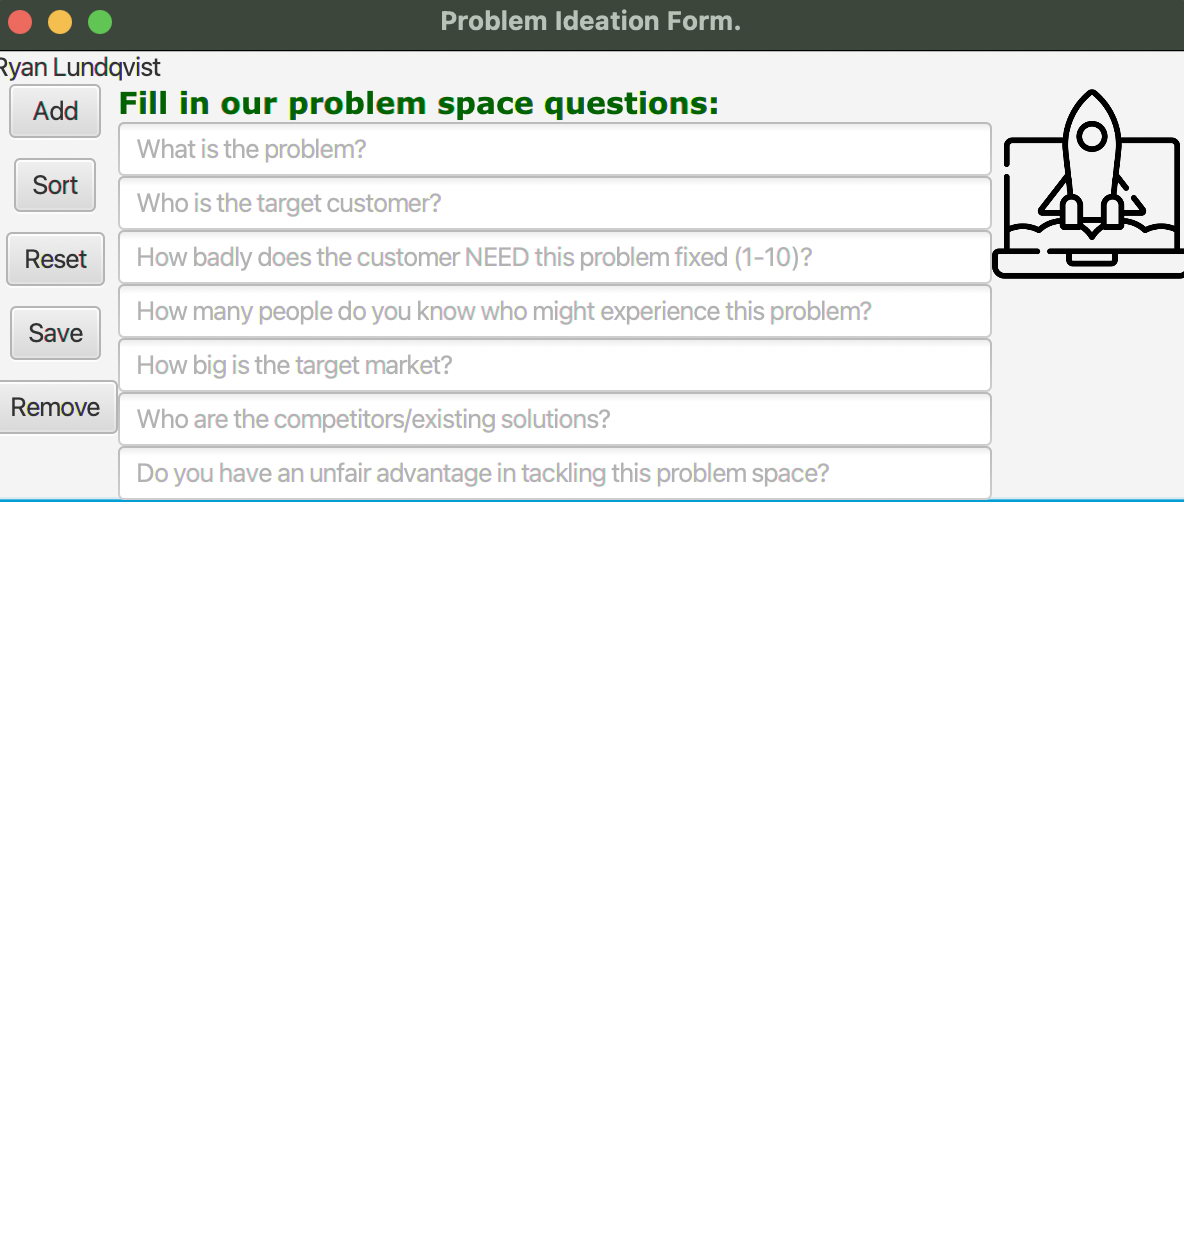 Problem Ideation Form.
Ryan Lundqvist
Add
Sort
Reset
Save
Remove
Fill in our problem space questions:
What is the problem?
Who is the target customer?
How badly does the customer NEED this problem fixed (1-10)?
How many people do you know who might experience this problem?
How big is the target market?
Who are the competitors/existing solutions?
Do you have an unfair advantage in tackling this problem space?